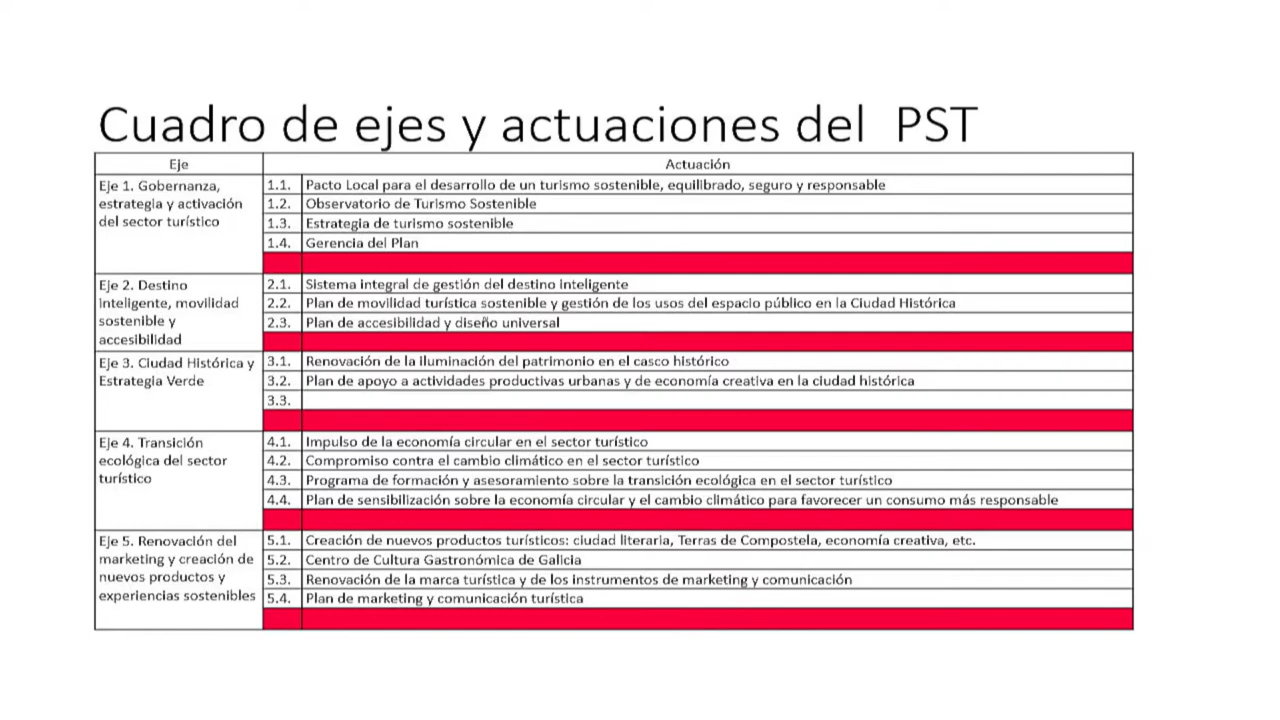 Cuadro de ejes y actuaciones del PST
Eje Actuación
Eje 1. Gobernanza,
estrategia y activación
del sector turístico
1.1. Pacto Local para el desarrollo de un turismo sostenible, equilibrado, seguro y responsable
1.2. Observatorio de Turismo Sostenible
1.3. Estrategia de turismo sostenible
1.4. Gerencia del Plan
Eje 2. Destino
inteligente, movilidad
sostenible y
accesibilidad
2.1. Sistema integral de gestión del destino inteligente
2.2. Plan de movilidad turística sostenible y gestión de los usos del espacio público en la Ciudad Histórica
2.3. Plan de accesibilidad y diseño universal
Eje 3. Ciudad Histórica y
Estrategia Verde
3.1. Renovación de la iluminación del patrimonio en el casco histórico
3.2. Plan de apoyo a actividades productivas urbanas y de economía creativa en la ciudad histórica
3.3.
Eje 4. Transición
ecológica del sector
turístico
4.1. Impulso de la economía circular en el sector turístico
4.2. Compromiso contra el cambio climático en el sector turístico
4.3. Programa de formación y asesoramiento sobre la transición ecológica en el sector turístico
4.4. Plan de sensibilización sobre la economía circular y el cambio climático para favorecer un consumo más responsable
Eje 5. Renovación del
marketing y creación de
nuevos productos y
experiencias sostenibles
5.1. Creación de nuevos productos turísticos: ciudad literaria, Terras de Compostela, economía creativa, etc.
5.2. Centro de Cultura Gastronómica de Galicia
5.3. Renovación de la marca turística y de los instrumentos de marketing y comunicación
5.4. Plan de marketing y comunicación turística